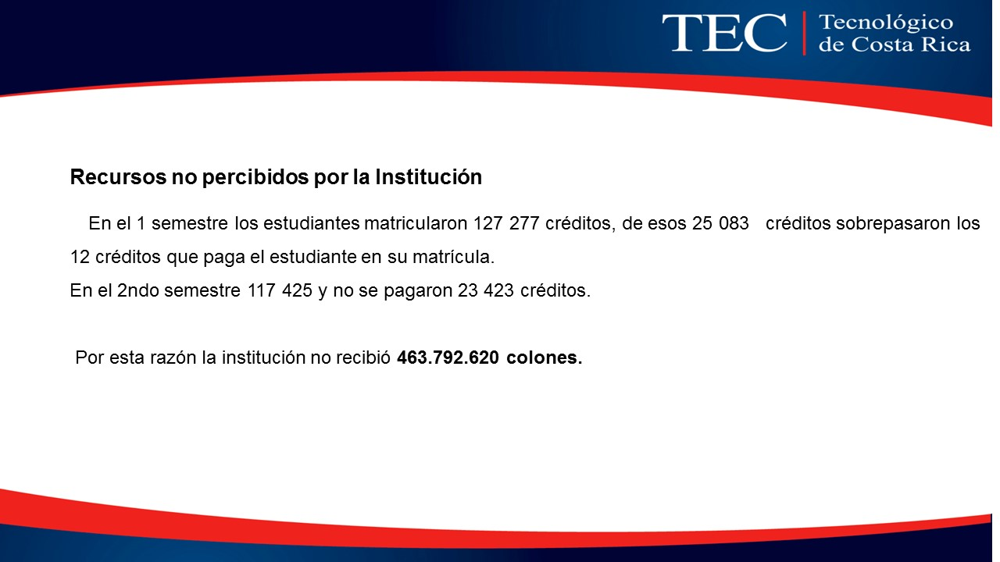 TEC
Tecnológico
de Costa Rica
Recursos no percibidos por la Institución
En el 1 semestre los estudiantes matricularon 127 277 créditos, de esos 25 083 créditos sobrepasaron los
12 créditos que paga el estudiante en su matrícula.
En el 2ndo semestre 117 425 y no se pagaron 23 423 créditos.
Por esta razón la institución no recibió 463.792.620 colones.